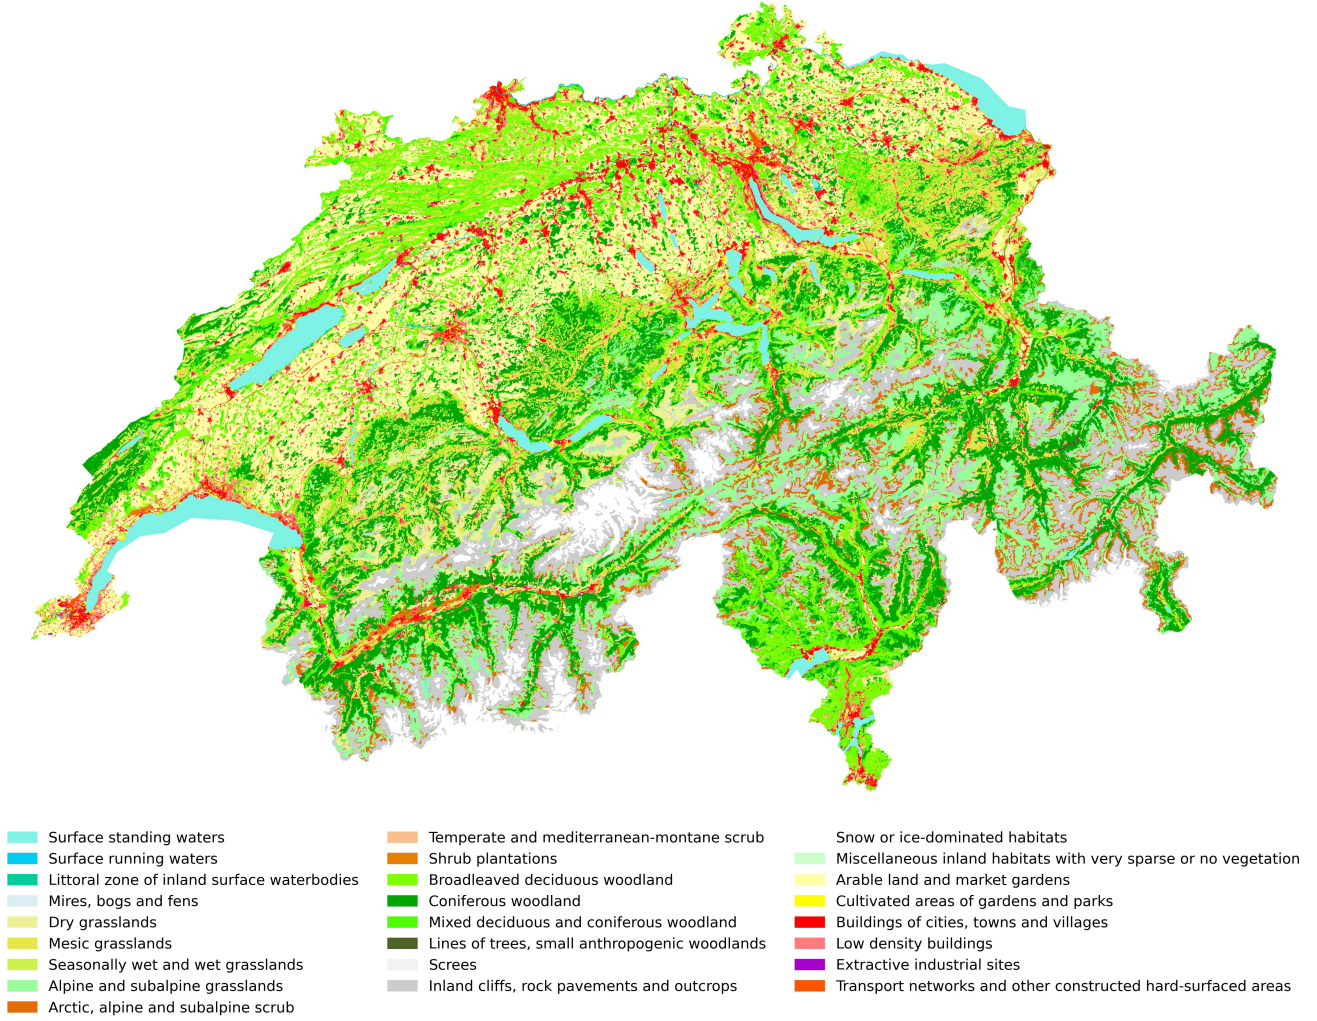 Surface standing waters
Surface running waters
Littoral zone of inland surface waterbodies
Mires, bogs and fens
Dry grasslands
Mesic grasslands
Seasonally wet and wet grasslands
Alpine and subalpine grasslands
Arctic, alpine and subalpine scrub
Temperate and mediterranean-montane scrub
Shrub plantations
Broadleaved deciduous woodland
Coniferous woodland
Mixed deciduous and coniferous woodland
Lines of trees, small anthropogenic woodlands
Screes
Inland cliffs, rock pavements and outcrops
Snow or ice-dominated habitats
Miscellaneous inland habitats with very sparse or no vegetation
Arable land and market gardens
Cultivated areas of gardens and parks
Buildings of cities, towns and villages
Low density buildings
Extractive industrial sites
Transport networks and other constructed hard-surfaced areas